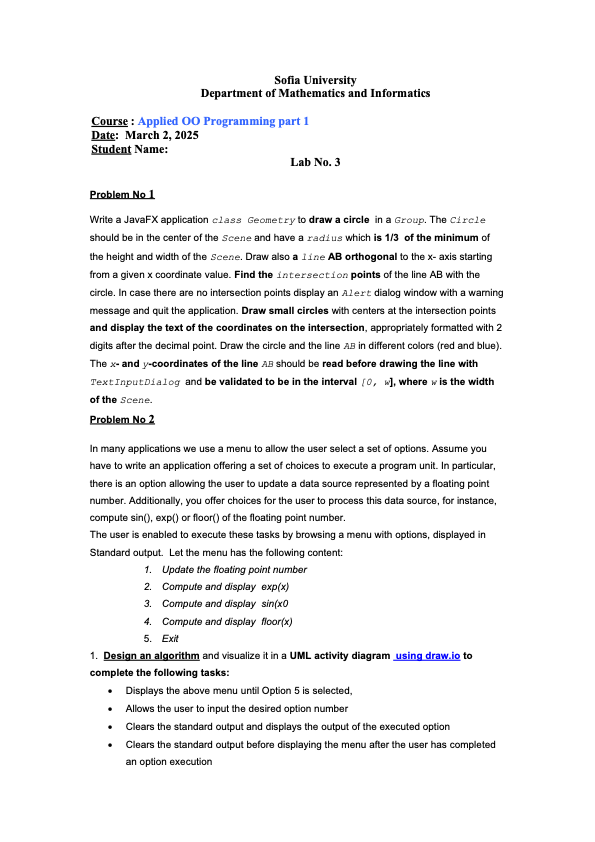 Sofia University
Department of Mathematics and Informatics
Course : Applied OO Programming part 1
Date: March 2, 2025
Student Name:
Lab No. 3
Problem No 1
Write a JavaFX application class Geometry to draw a circle in a Group. The Circle
should be in the center of the Scene and have a radius which is 1/3 of the minimum of
the height and width of the Scene. Draw also a line AB orthogonal to the x- axis starting
from a given x coordinate value. Find the intersection points of the line AB with the
circle. In case there are no intersection points display an Alert dialog window with a warning
message and quit the application. Draw small circles with centers at the intersection points
and display the text of the coordinates on the intersection, appropriately formatted with 2
digits after the decimal point. Draw the circle and the line AB in different colors (red and blue).
The x- and y-coordinates of the line AB should be read before drawing the line with
TextInputDialog and be validated to be in the interval [0, w], where w is the width
of the Scene.
Problem No 2
In many applications we use a menu to allow the user select a set of options. Assume you
have to write an application offering a set of choices to execute a program unit. In particular,
there is an option allowing the user to update a data source represented by a floating point
number. Additionally, you offer choices for the user to process this data source, for instance,
compute sin(), exp() or floor() of the floating point number.
The user is enabled to execute these tasks by browsing a menu with options, displayed in
Standard output. Let the menu has the following content:
1. Update the floating point number
2. Compute and display exp(x)
3. Compute and display sin(x0
4. Compute and display floor(x)
5. Exit
1. Design an algorithm and visualize it in a UML activity diagram using draw.io to
complete the following tasks:
• Displays the above menu until Option 5 is selected,
• Allows the user to input the desired option number
• Clears the standard output and displays the output of the executed option
• Clears the standard output before displaying the menu after the user has completed
an option execution